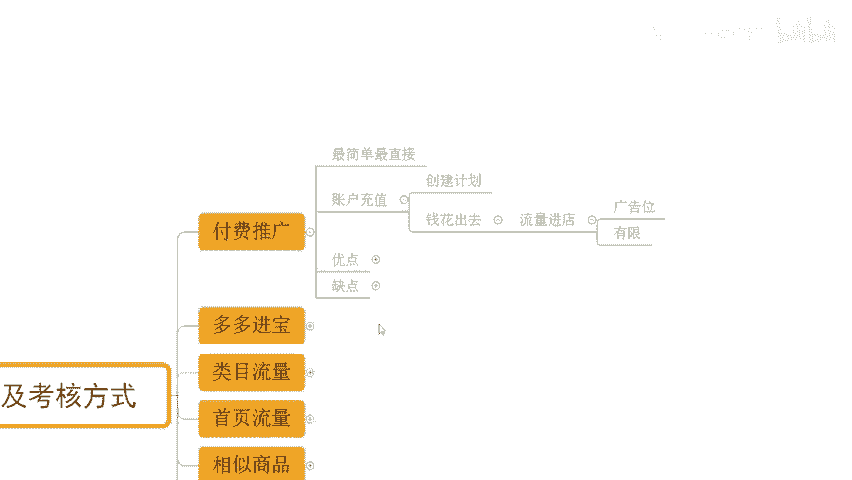 最简单最直接
创建计划
账户充值
广告位
钱花出去 流量进店
付费推广
有限
优点
缺点
多多进宝
类目流量
及考核方式
首页流量
相似商品